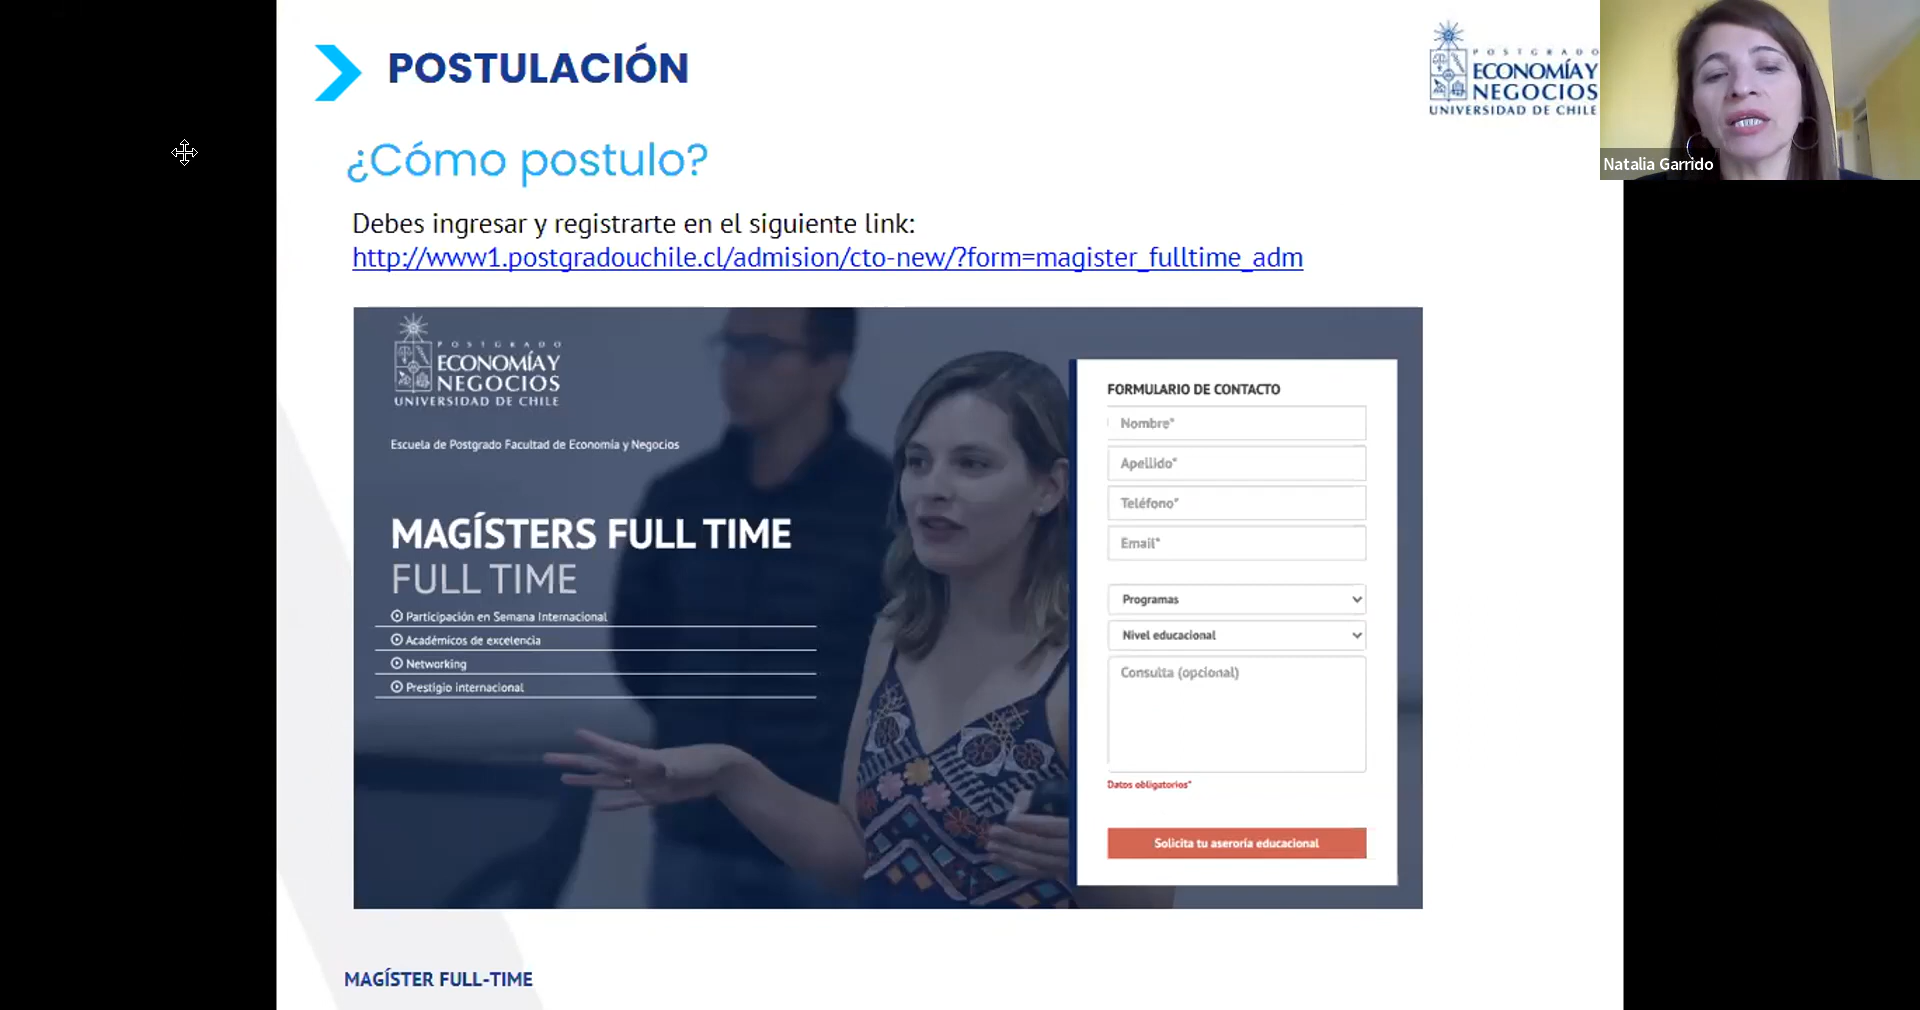 POSTULACIÓN
POSTGRADO
ECONOMÍA Y
NEGOCIOS
UNIVERSIDAD DE CHILE
Natalia Garrido
¿Cómo postulo?
Debes ingresar y registrarte en el siguiente link:
http://www1.postgradouchile.cl/admision/cto-new/?form=magister_fulltime_adm
POSTGRADO
ECONOMÍA Y
NEGOCIOS
UNIVERSIDAD DE CHILE
Escuela de Postgrado Facultad de Economía y Negocios
MAGÍSTERS FULL TIME
FULL TIME
Participación en Semana Internacional
Académicos de excelencia
Networking
Prestigio internacional
FORMULARIO DE CONTACTO
Nombre*
Apellido*
Teléfono*
Email*
Programas
Nivel educacional
Consulta (opcional)
Datos obligatorios*
Solicita tu aseroría educacional
MAGÍSTER FULL-TIME